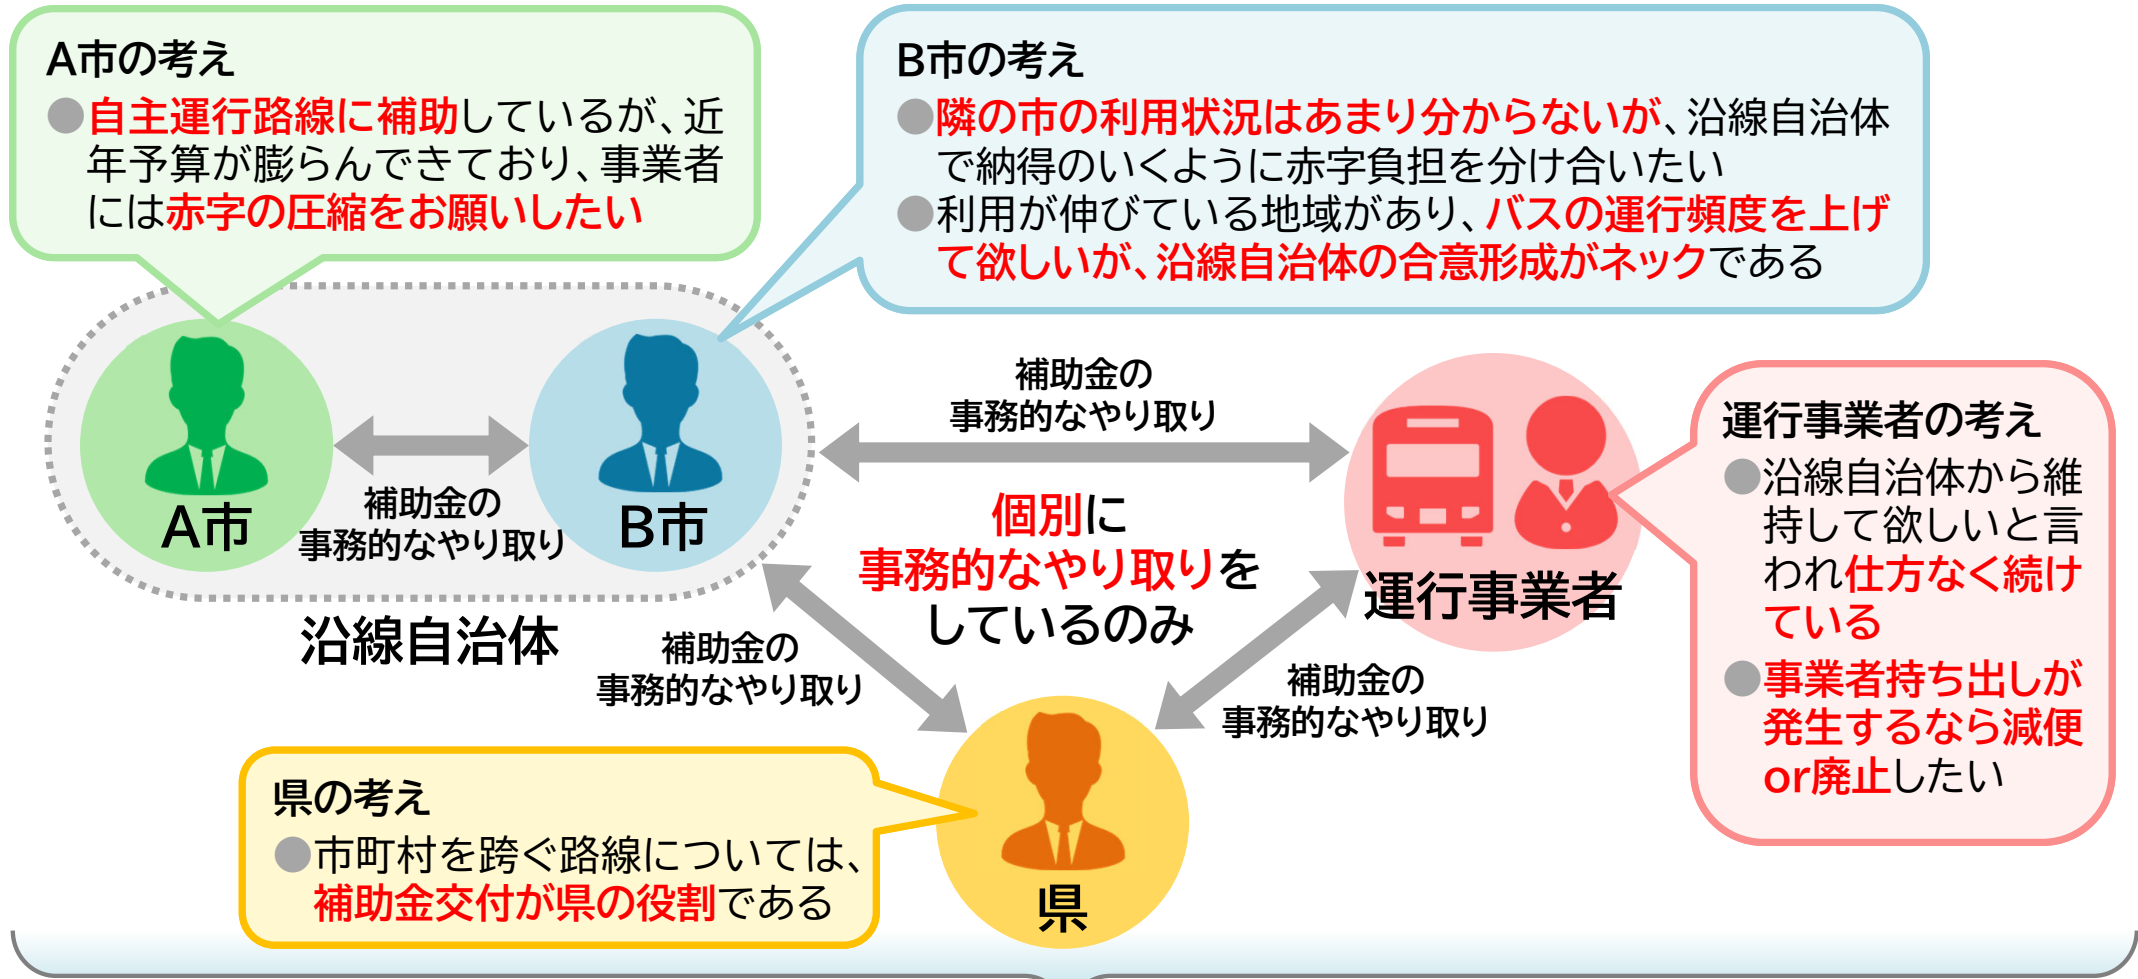 A市の考え
●自主運行路線に補助しているが、近
年予算が膨らんできており、事業者
には赤字の圧縮をお願いしたい
B市の考え
●隣の市の利用状況はあまり分からないが、沿線自治体
で納得のいくように赤字負担を分け合いたい
●利用が伸びている地域があり、バスの運行頻度を上げ
て欲しいが、沿線自治体の合意形成がネックである
A市
補助金の
事務的なやり取り
B市
沿線自治体
補助金の
事務的なやり取り
個別に
事務的なやり取りを
しているのみ
運行事業者
運行事業者の考え
●沿線自治体から維
持して欲しいと言
われ仕方なく続け
ている
●事業者持ち出しが
発生するなら減便
or廃止したい
補助金の
事務的なやり取り
補助金の
事務的なやり取り
県の考え
●市町村を跨ぐ路線については、
補助金交付が県の役割である
県